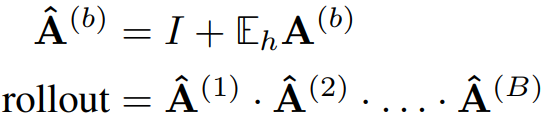 Â^(b) = I + 𝔼_h A^(b)
rollout = Â^(1) · Â^(2) · … · Â^(B)